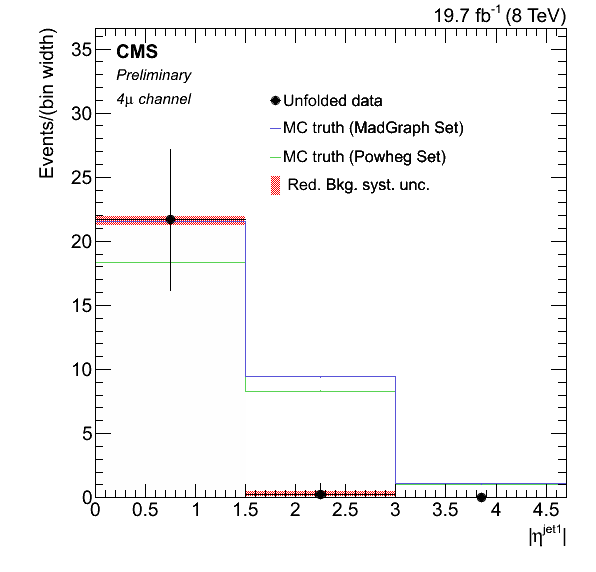 19.7 fb⁻¹ (8 TeV)
Events/(bin width)
CMS
Preliminary
4μ channel
Unfolded data
MC truth (MadGraph Set)
MC truth (Powheg Set)
Red. Bkg. syst. unc.
35
30
25
20
15
10
5
0
0 0.5 1 1.5 2 2.5 3 3.5 4 4.5
|η^jet1|